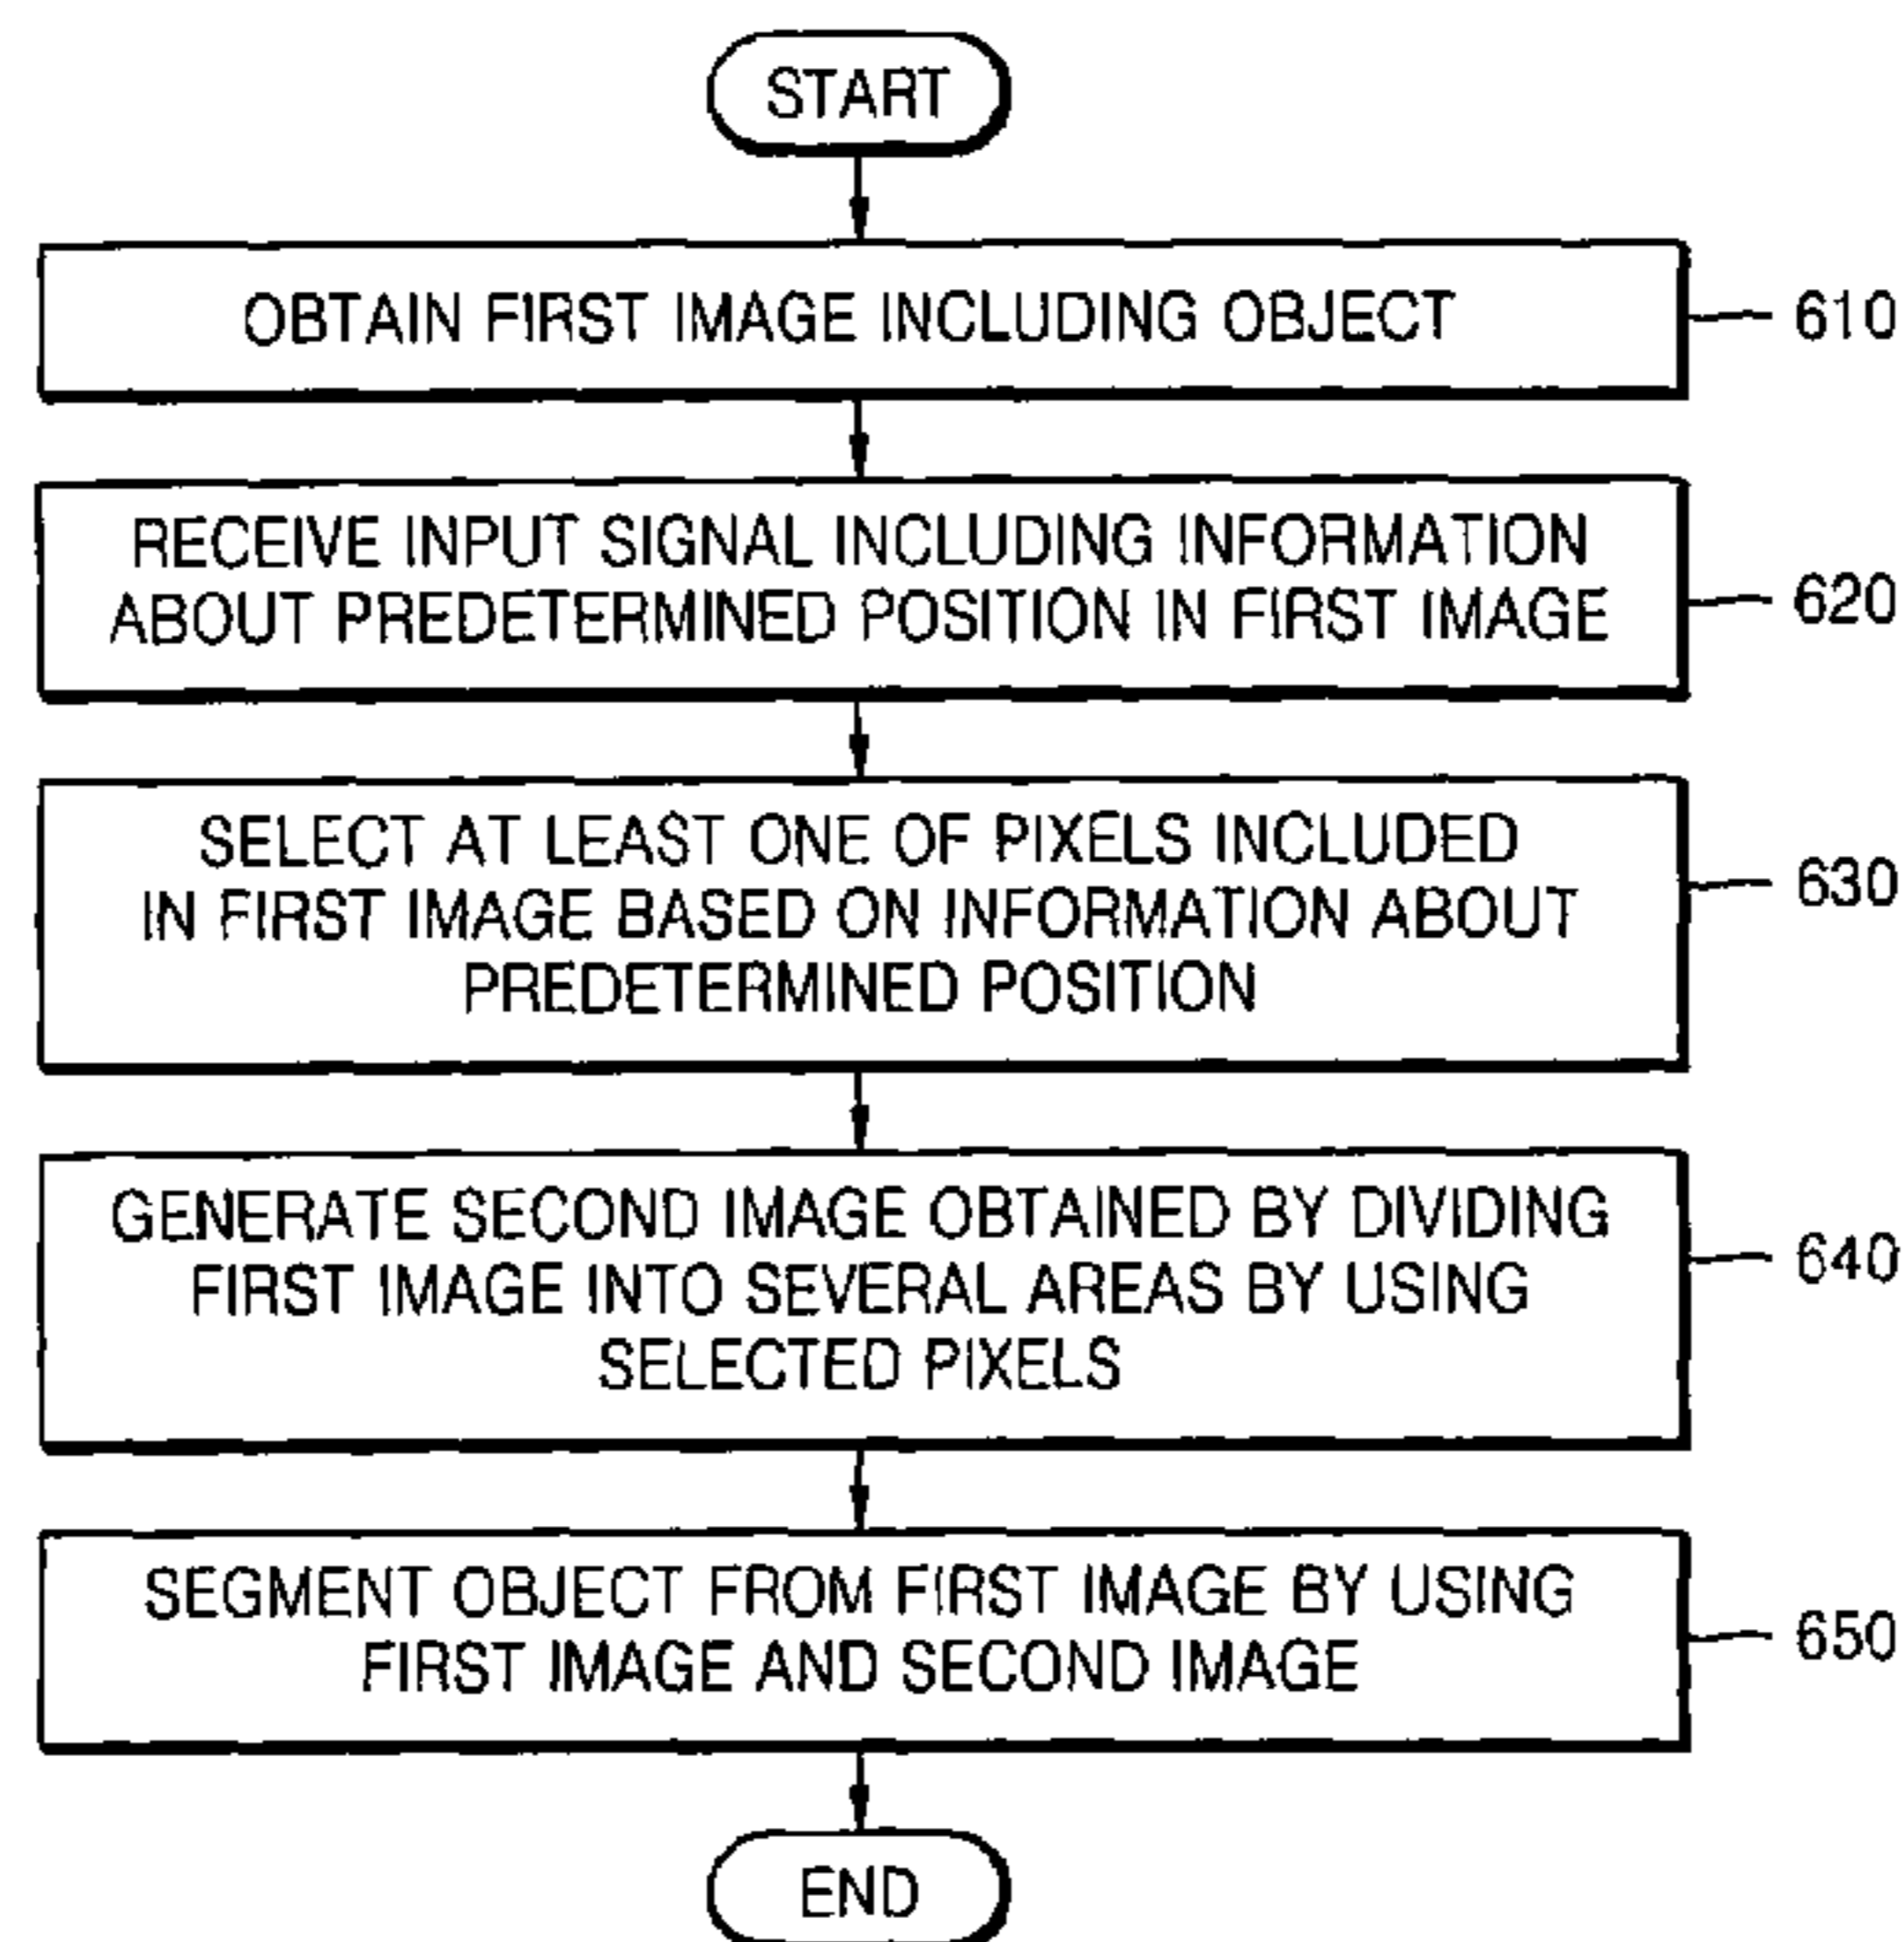 START
OBTAIN FIRST IMAGE INCLUDING OBJECT
610
RECEIVE INPUT SIGNAL INCLUDING INFORMATION
ABOUT PREDETERMINED POSITION IN FIRST IMAGE
620
SELECT AT LEAST ONE OF PIXELS INCLUDED
IN FIRST IMAGE BASED ON INFORMATION ABOUT
PREDETERMINED POSITION
630
GENERATE SECOND IMAGE OBTAINED BY DIVIDING
FIRST IMAGE INTO SEVERAL AREAS BY USING
SELECTED PIXELS
640
SEGMENT OBJECT FROM FIRST IMAGE BY USING
FIRST IMAGE AND SECOND IMAGE
650
END